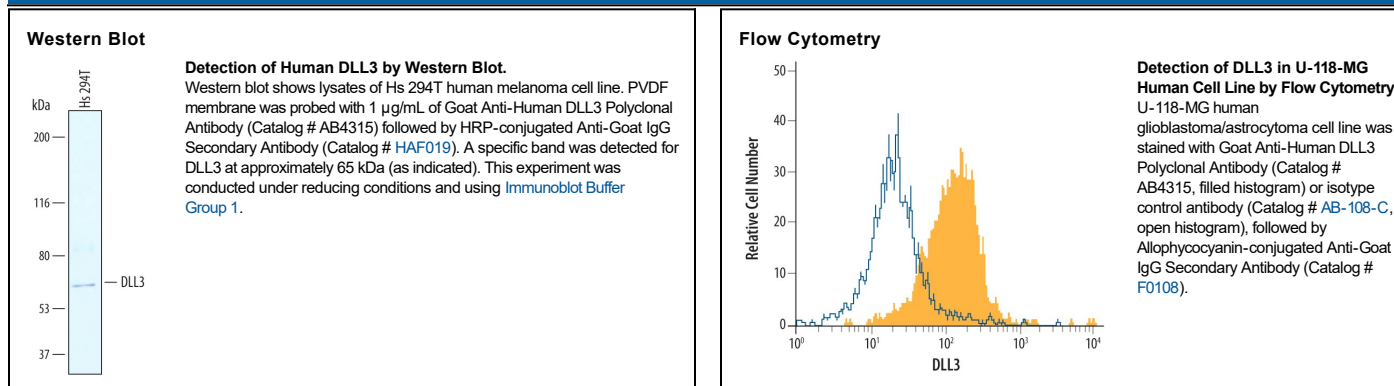 Western Blot
Hs 294T
kDa
200
116
80
53
37
DLL3
Detection of Human DLL3 by Western Blot.
Western blot shows lysates of Hs 294T human melanoma cell line. PVDF
membrane was probed with 1 µg/mL of Goat Anti-Human DLL3 Polyclonal
Antibody (Catalog # AB4315) followed by HRP-conjugated Anti-Goat IgG
Secondary Antibody (Catalog # HAF019). A specific band was detected for
DLL3 at approximately 65 kDa (as indicated). This experiment was
conducted under reducing conditions and using Immunoblot Buffer
Group 1.
Flow Cytometry
Relative Cell Number
50
40
30
20
10
0
10⁰ 10¹ 10² 10³ 10⁴
DLL3
Detection of DLL3 in U-118-MG
Human Cell Line by Flow Cytometry
U-118-MG human
glioblastoma/astrocytoma cell line was
stained with Goat Anti-Human DLL3
Polyclonal Antibody (Catalog #
AB4315, filled histogram) or isotype
control antibody (Catalog # AB-108-C,
open histogram), followed by
Allophycocyanin-conjugated Anti-Goat
IgG Secondary Antibody (Catalog #
F0108).